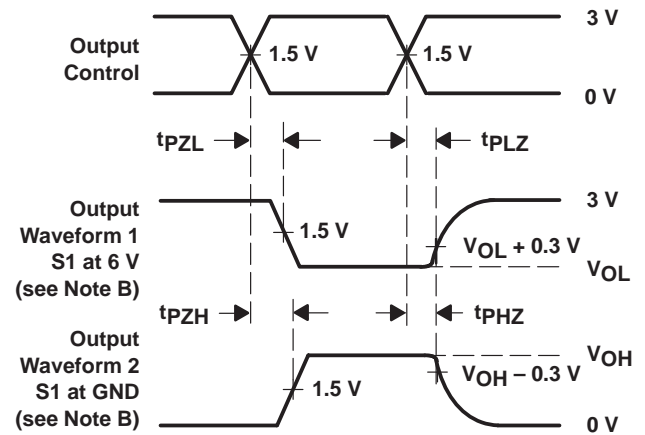 3 V
Output
Control
1.5 V
1.5 V
0 V
tPZL
tPLZ
3 V
Output
Waveform 1
S1 at 6 V
(see Note B)
1.5 V
VOL + 0.3 V
VOL
tPZH
tPHZ
Output
Waveform 2
S1 at GND
(see Note B)
VOH
VOH − 0.3 V
1.5 V
0 V